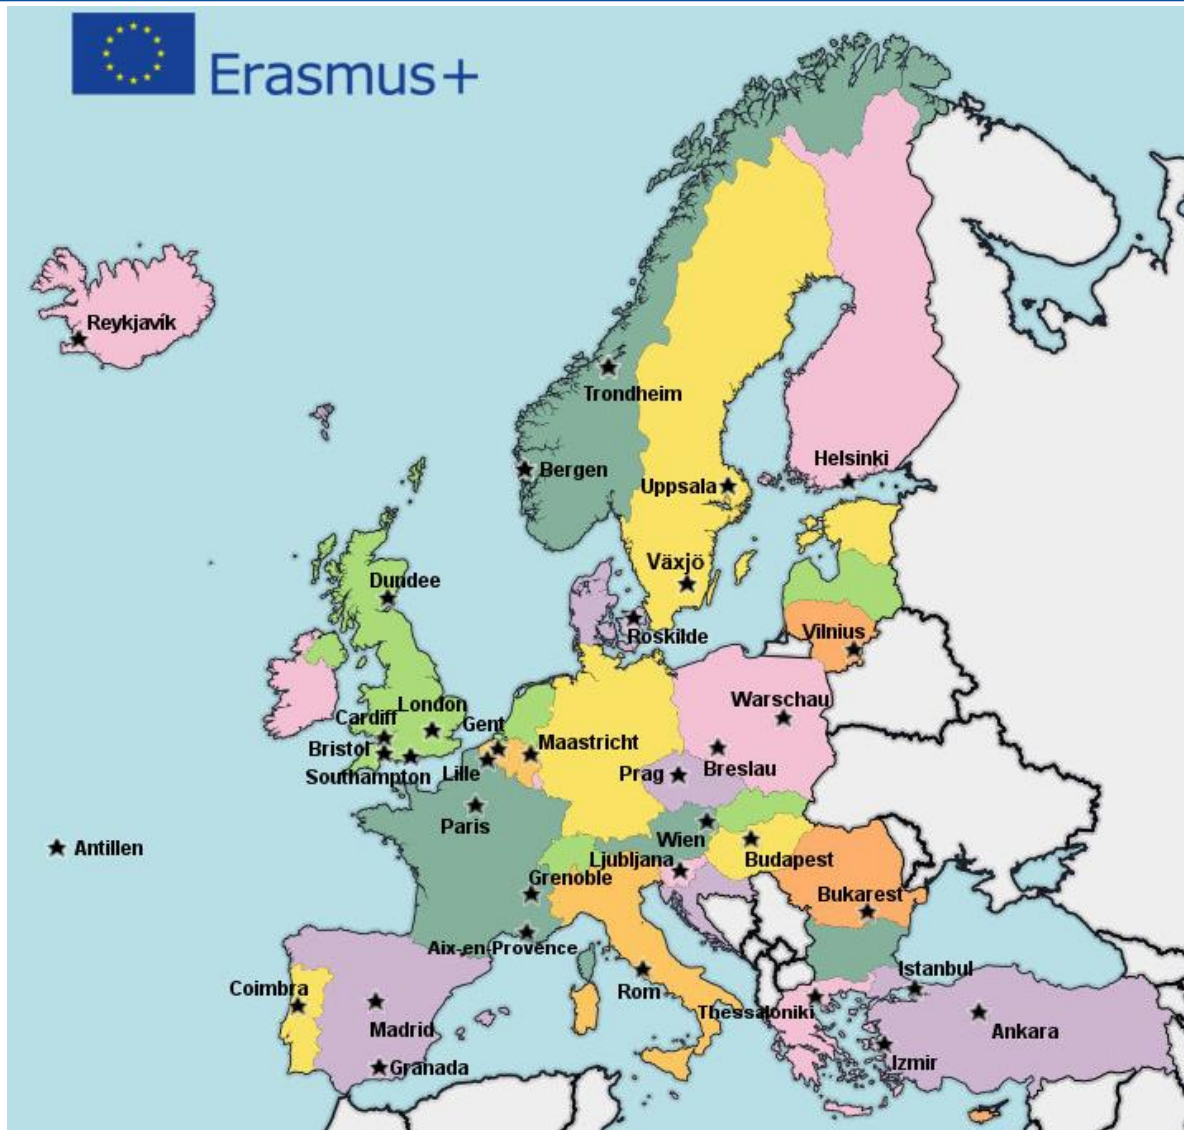 Erasmus+
Reykjavík
Trondheim
Bergen
Helsinki
Uppsala
Växjö
Dundee
Roskilde
Vilnius
London
Warschau
Cardiff
Gent
Bristol
Maastricht
Southampton
Lille
Prag
Breslau
Paris
Wien
Antillen
Ljubljana
Budapest
Grenoble
Bukarest
Aix-en-Provence
Istanbul
Coimbra
Rom
Thessaloniki
Madrid
Ankara
Granada
Izmir